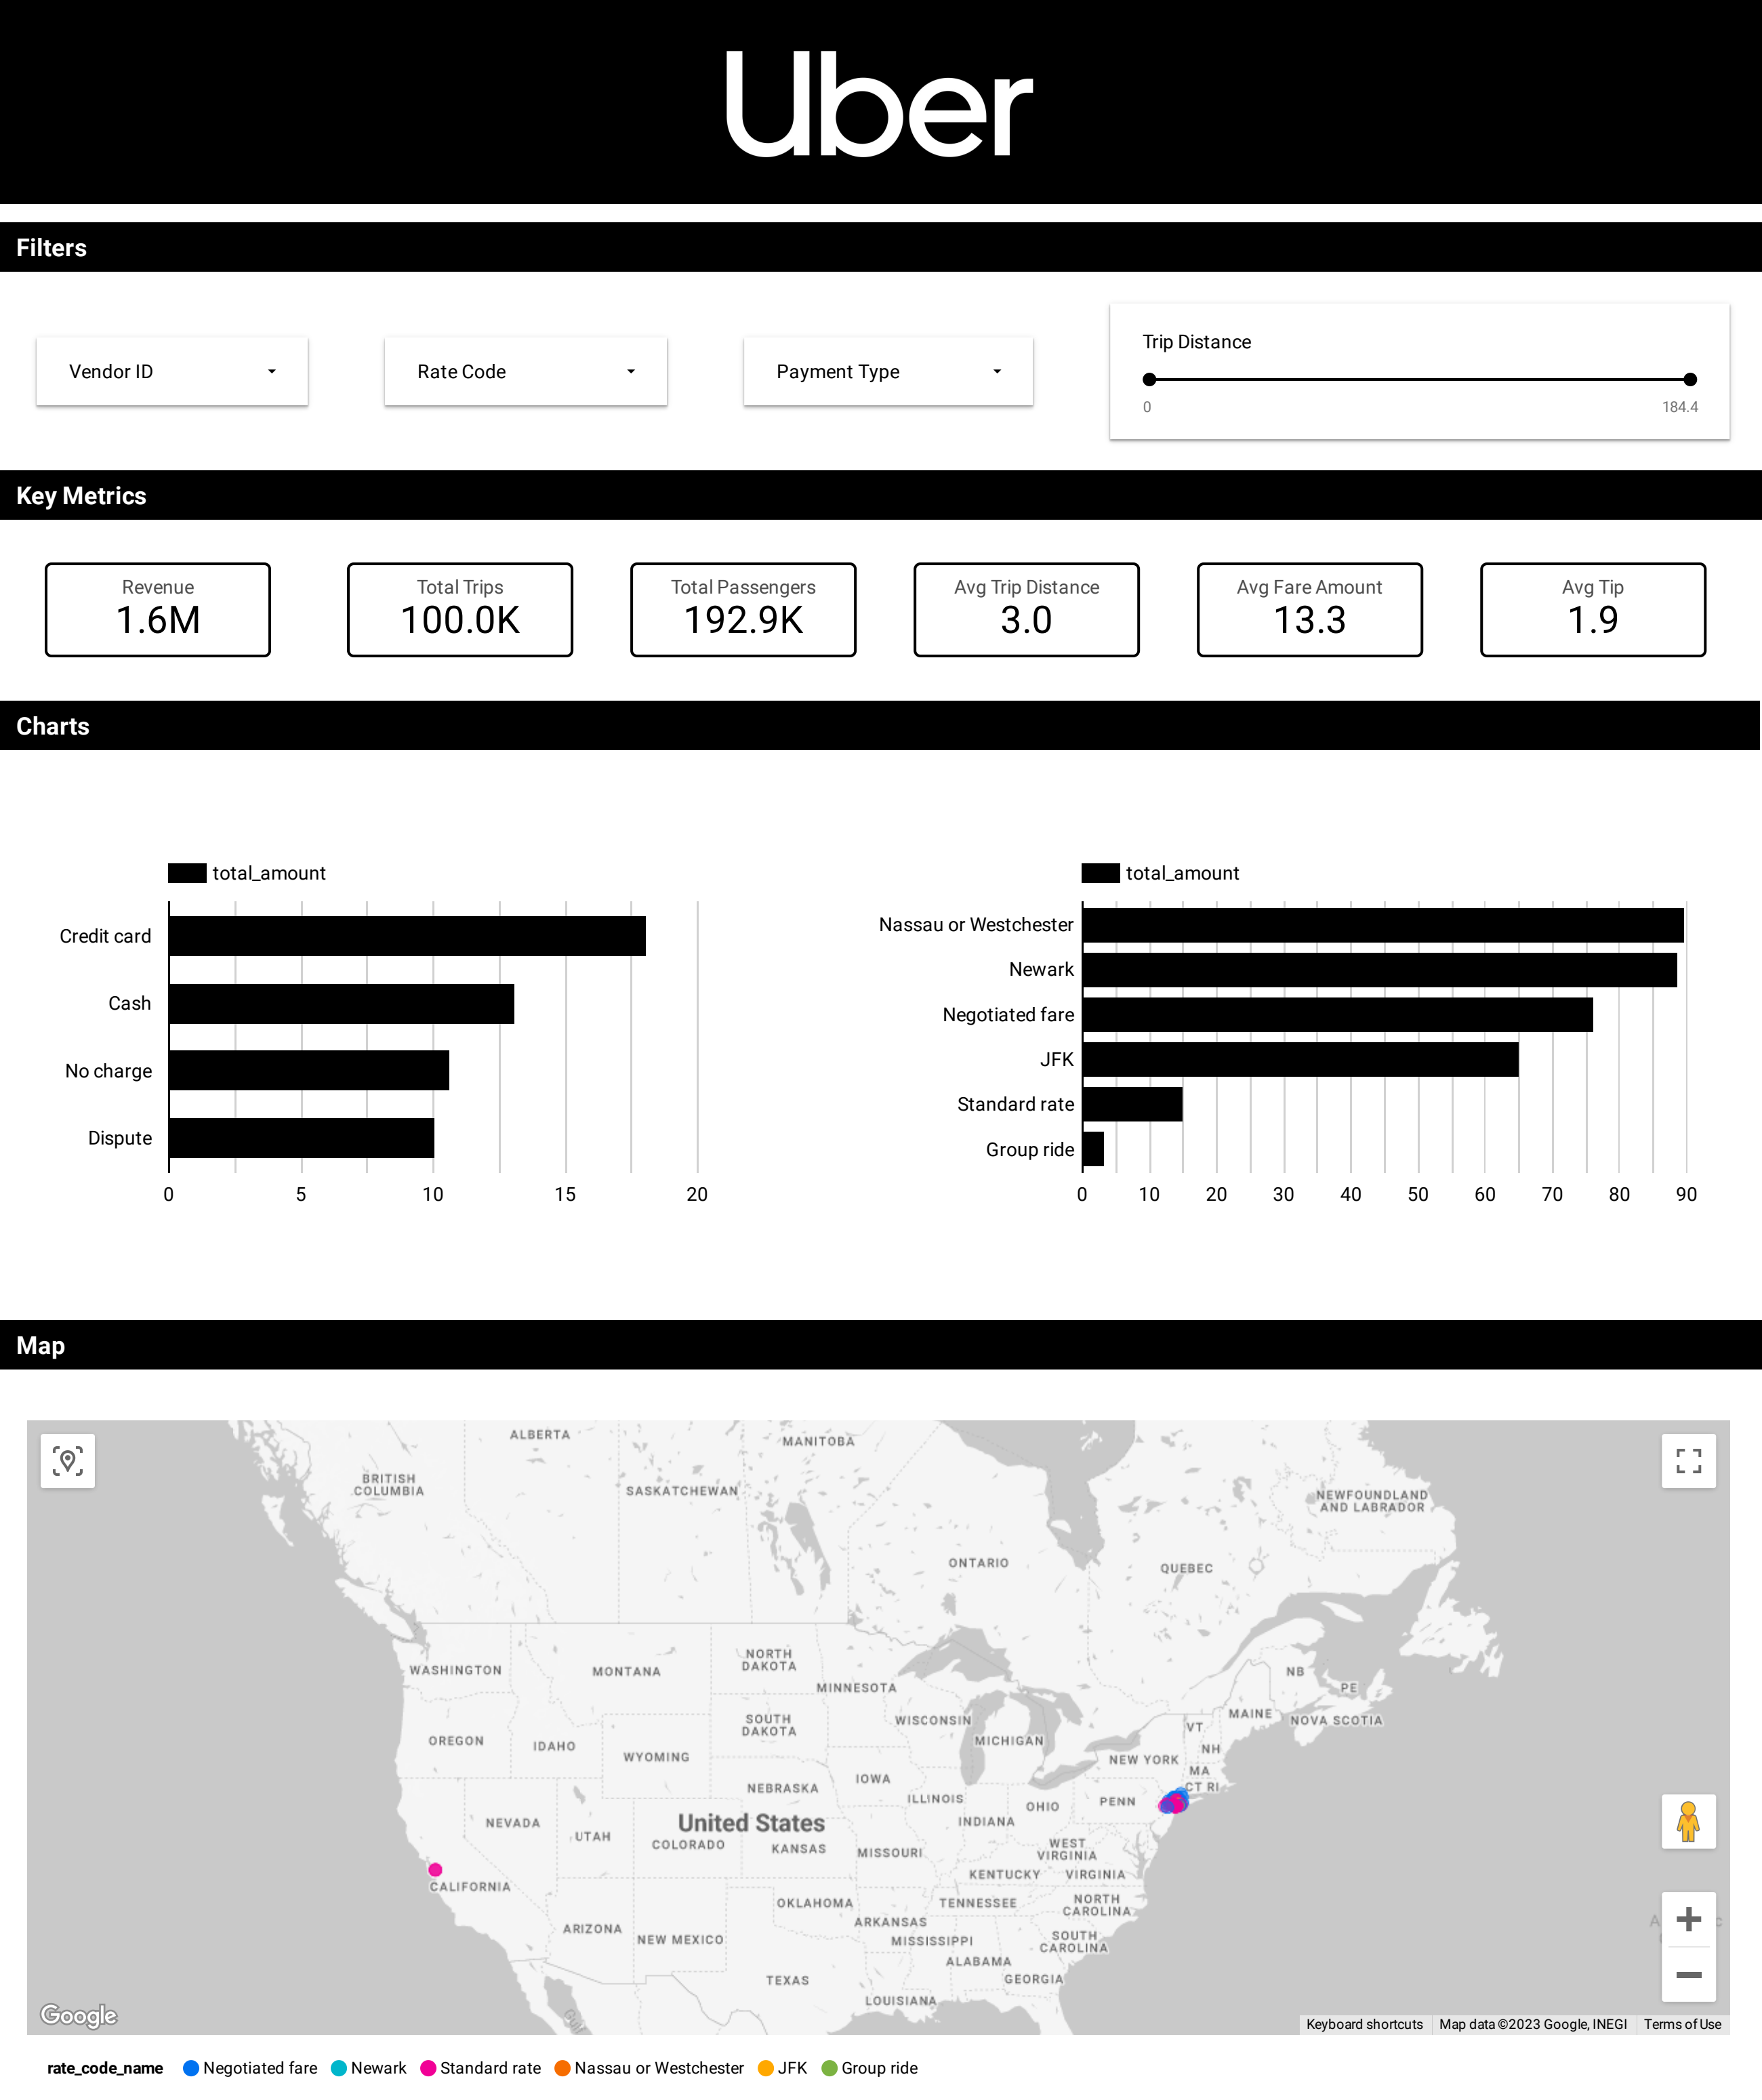 Uber
Filters
Vendor ID
Rate Code
Payment Type
Trip Distance
0
184.4
Key Metrics
Revenue
1.6M
Total Trips
100.0K
Total Passengers
192.9K
Avg Trip Distance
3.0
Avg Fare Amount
13.3
Avg Tip
1.9
Charts
total_amount
Credit card
Cash
No charge
Dispute
0 5 10 15 20
total_amount
Nassau or Westchester
Newark
Negotiated fare
JFK
Standard rate
Group ride
0 10 20 30 40 50 60 70 80 90
Map
ALBERTA
MANITOBA
BRITISH
COLUMBIA
SASKATCHEWAN
NEWFOUNDLAND
AND LABRADOR
ONTARIO
QUEBEC
WASHINGTON
MONTANA
NORTH
DAKOTA
MINNESOTA
NB
PE
MAINE
NOVA SCOTIA
OREGON
IDAHO
WYOMING
SOUTH
DAKOTA
WISCONSIN
MICHIGAN
VT
NH
NEW YORK
MA
CT RI
NEBRASKA
IOWA
ILLINOIS
OHIO
PENN
INDIANA
NEVADA
UTAH
United States
COLORADO
KANSAS
MISSOURI
WEST
VIRGINIA
KENTUCKY
VIRGINIA
CALIFORNIA
OKLAHOMA
TENNESSEE
NORTH
CAROLINA
ARIZONA
NEW MEXICO
ARKANSAS
MISSISSIPPI
SOUTH
CAROLINA
ALABAMA
TEXAS
GEORGIA
LOUISIANA
Google
Keyboard shortcuts
Map data ©2023 Google, INEGI
Terms of Use
rate_code_name Negotiated fare Newark Standard rate Nassau or Westchester JFK Group ride